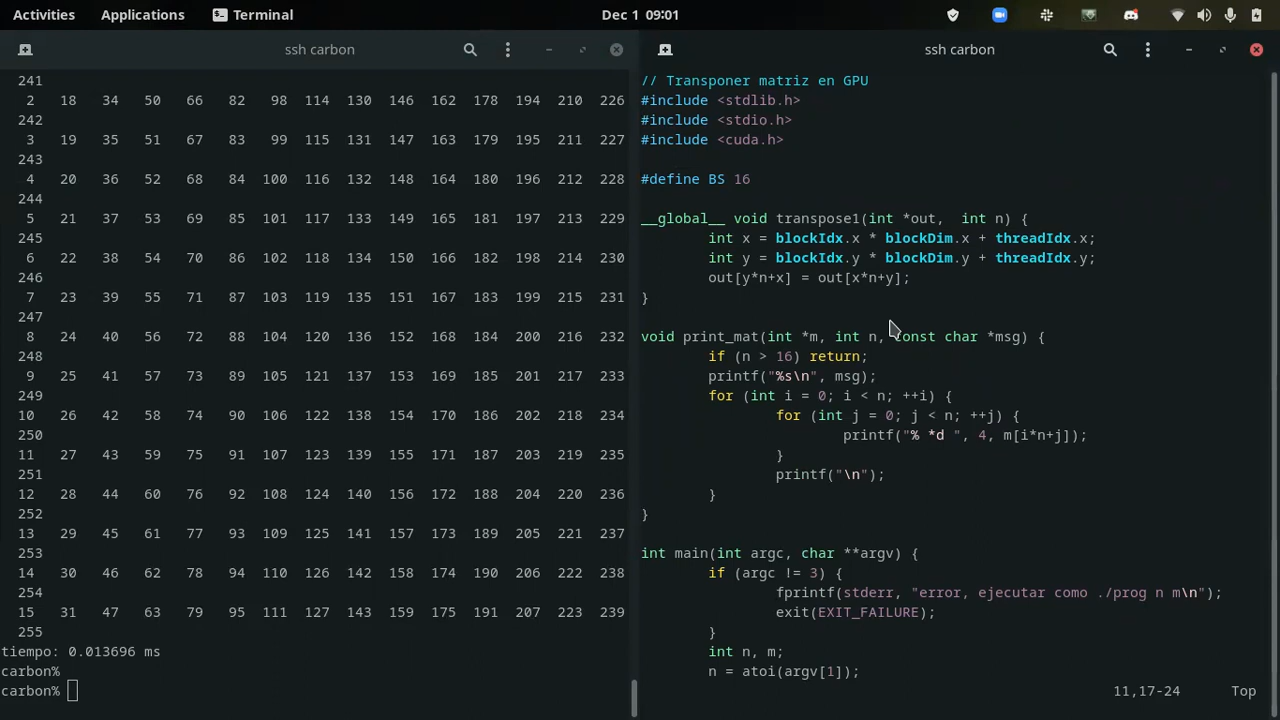 Activities Applications Terminal Dec 1 09:01
ssh carbon
241
2 18 34 50 66 82 98 114 130 146 162 178 194 210 226
242
3 19 35 51 67 83 99 115 131 147 163 179 195 211 227
243
4 20 36 52 68 84 100 116 132 148 164 180 196 212 228
244
5 21 37 53 69 85 101 117 133 149 165 181 197 213 229
245
6 22 38 54 70 86 102 118 134 150 166 182 198 214 230
246
7 23 39 55 71 87 103 119 135 151 167 183 199 215 231
247
8 24 40 56 72 88 104 120 136 152 168 184 200 216 232
248
9 25 41 57 73 89 105 121 137 153 169 185 201 217 233
249
10 26 42 58 74 90 106 122 138 154 170 186 202 218 234
250
11 27 43 59 75 91 107 123 139 155 171 187 203 219 235
251
12 28 44 60 76 92 108 124 140 156 172 188 204 220 236
252
13 29 45 61 77 93 109 125 141 157 173 189 205 221 237
253
14 30 46 62 78 94 110 126 142 158 174 190 206 222 238
254
15 31 47 63 79 95 111 127 143 159 175 191 207 223 239
255
tiempo: 0.013696 ms
carbon%
carbon%
ssh carbon
// Transponer matriz en GPU
#include <stdlib.h>
#include <stdio.h>
#include <cuda.h>
#define BS 16
__global__ void transpose1(int *out, int n) {
int x = blockIdx.x * blockDim.x + threadIdx.x;
int y = blockIdx.y * blockDim.y + threadIdx.y;
out[y*n+x] = out[x*n+y];
}
void print_mat(int *m, int n, const char *msg) {
if (n > 16) return;
printf("%s\n", msg);
for (int i = 0; i < n; ++i) {
for (int j = 0; j < n; ++j) {
printf("% *d ", 4, m[i*n+j]);
}
printf("\n");
}
}
int main(int argc, char **argv) {
if (argc != 3) {
fprintf(stderr, "error, ejecutar como ./prog n m\n");
exit(EXIT_FAILURE);
}
int n, m;
n = atoi(argv[1]);
11,17-24 Top